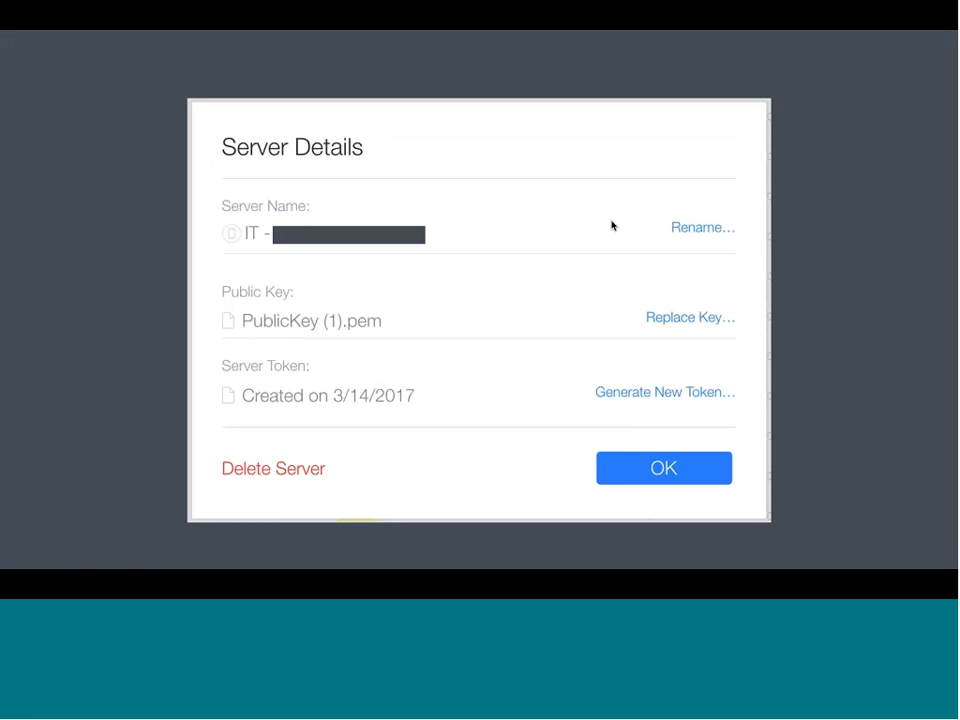 Server Details
Server Name:
IT -
Rename...
Public Key:
PublicKey (1).pem
Replace Key...
Server Token:
Created on 3/14/2017
Generate New Token...
Delete Server
OK